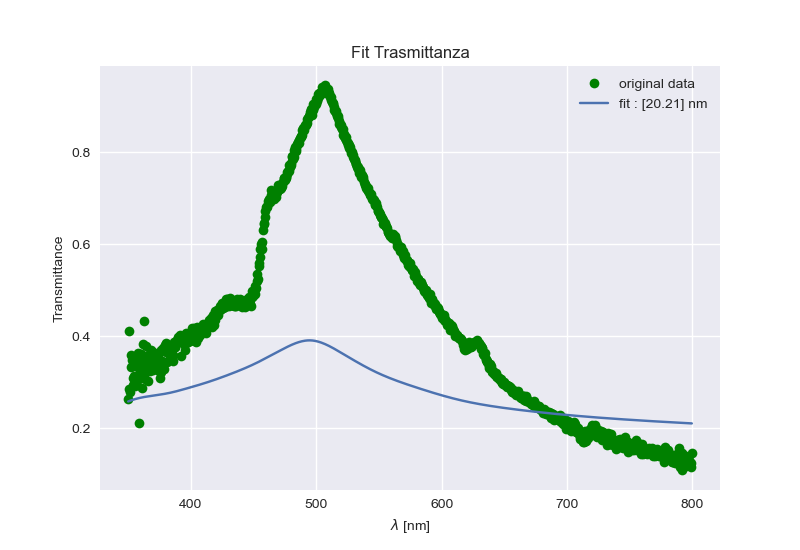 Fit Trasmittanza
original data
fit : [20.21] nm
Transmittance
0.8
0.6
0.4
0.2
400 500 600 700 800
λ [nm]